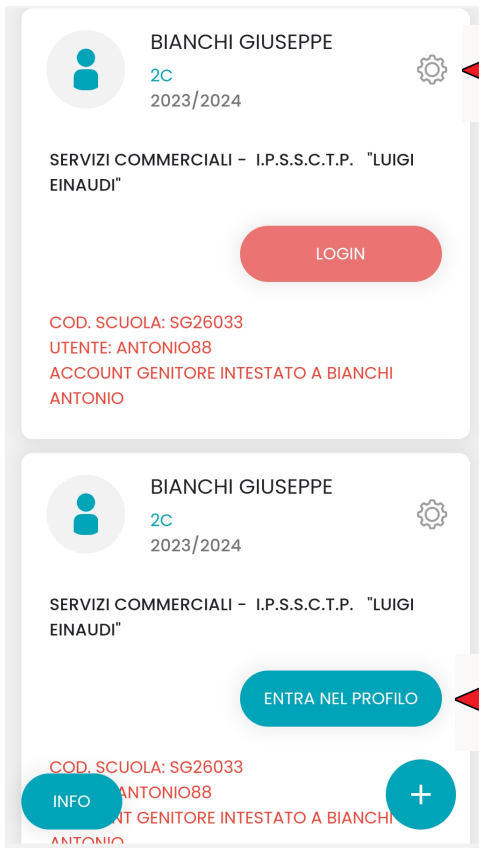 BIANCHI GIUSEPPE
2C
2023/2024
SERVIZI COMMERCIALI - I.P.S.S.C.T.P. "LUIGI
EINAUDI"
LOGIN
COD. SCUOLA: SG26033
UTENTE: ANTONIO88
ACCOUNT GENITORE INTESTATO A BIANCHI
ANTONIO
BIANCHI GIUSEPPE
2C
2023/2024
SERVIZI COMMERCIALI - I.P.S.S.C.T.P. "LUIGI
EINAUDI"
ENTRA NEL PROFILO
COD. SCUOLA: SG26033
ANTONIO88
GENITORE INTESTATO A BIANCHI
ANTONIO
INFO
+